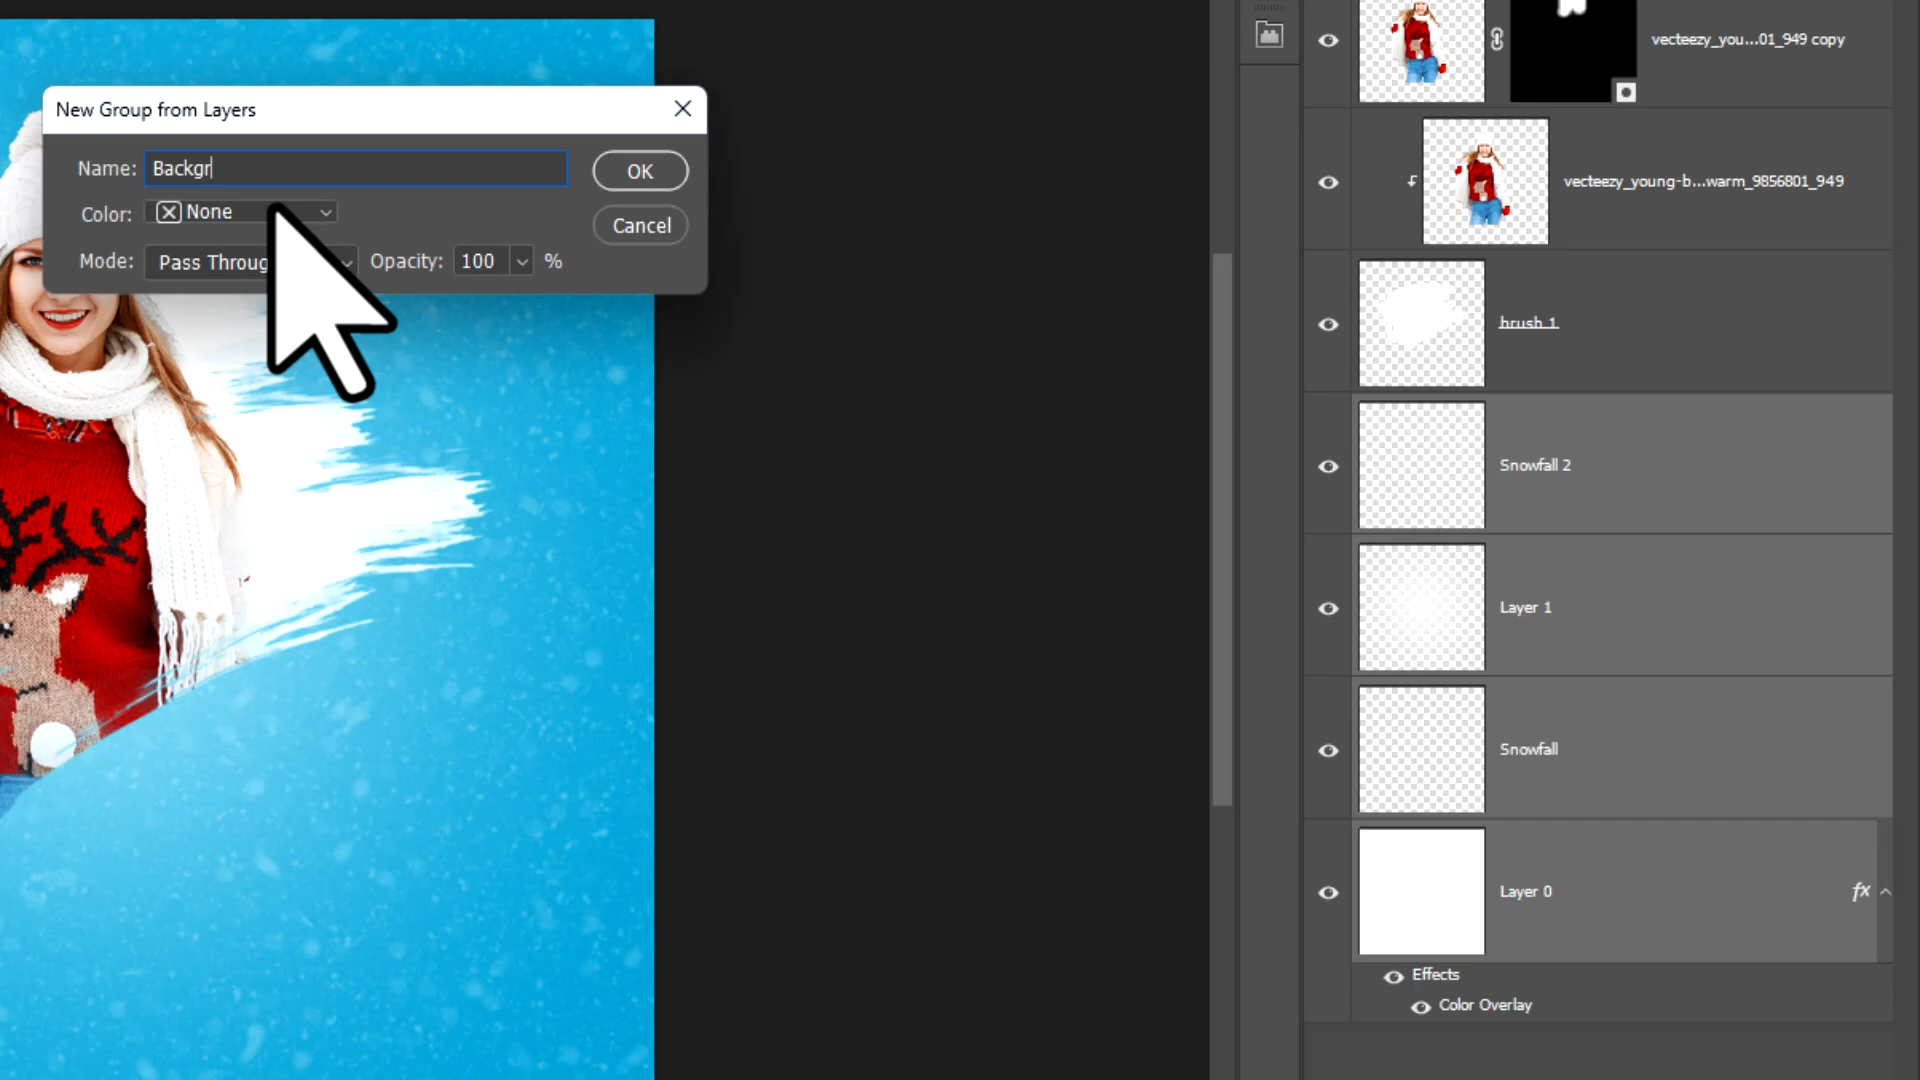 New Group from Layers
Name: Backgr
OK
Color: None
Cancel
Mode: Pass Throug
Opacity: 100 %
vecteezy_you...01_949 copy
vecteezy_young-b...warm_9856801_949
brush 1
Snowfall 2
Layer 1
Snowfall
Layer 0
fx
Effects
Color Overlay